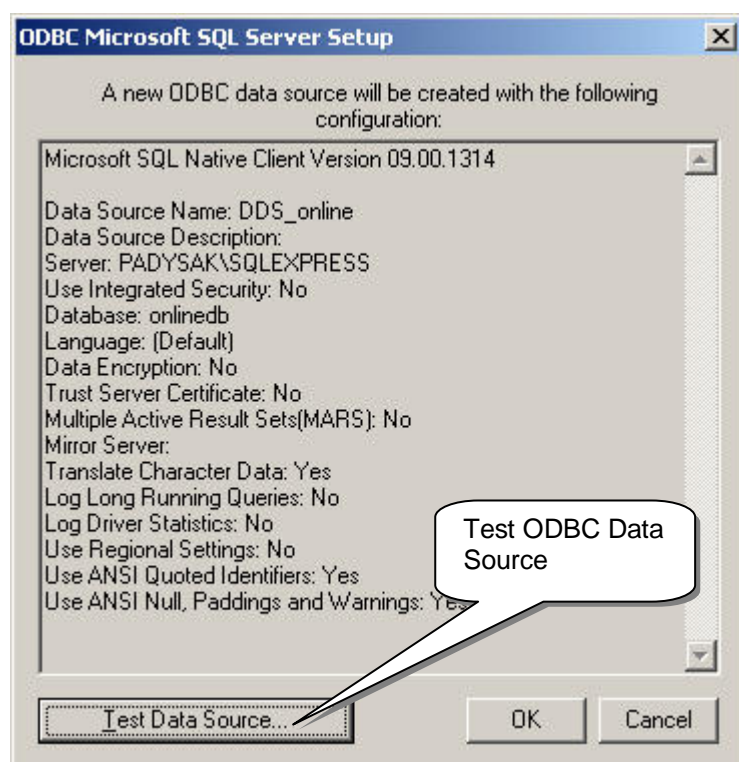 ODBC Microsoft SQL Server Setup
A new ODBC data source will be created with the following
configuration:
Microsoft SQL Native Client Version 09.00.1314
Data Source Name: DDS_online
Data Source Description:
Server: PADYSAK\SQLEXPRESS
Use Integrated Security: No
Database: onlinedb
Language: (Default)
Data Encryption: No
Trust Server Certificate: No
Multiple Active Result Sets(MARS): No
Mirror Server:
Translate Character Data: Yes
Log Long Running Queries: No
Log Driver Statistics: No
Use Regional Settings: No
Use ANSI Quoted Identifiers: Yes
Use ANSI Null, Paddings and Warnings: Yes
Test ODBC Data
Source
Test Data Source...
OK
Cancel